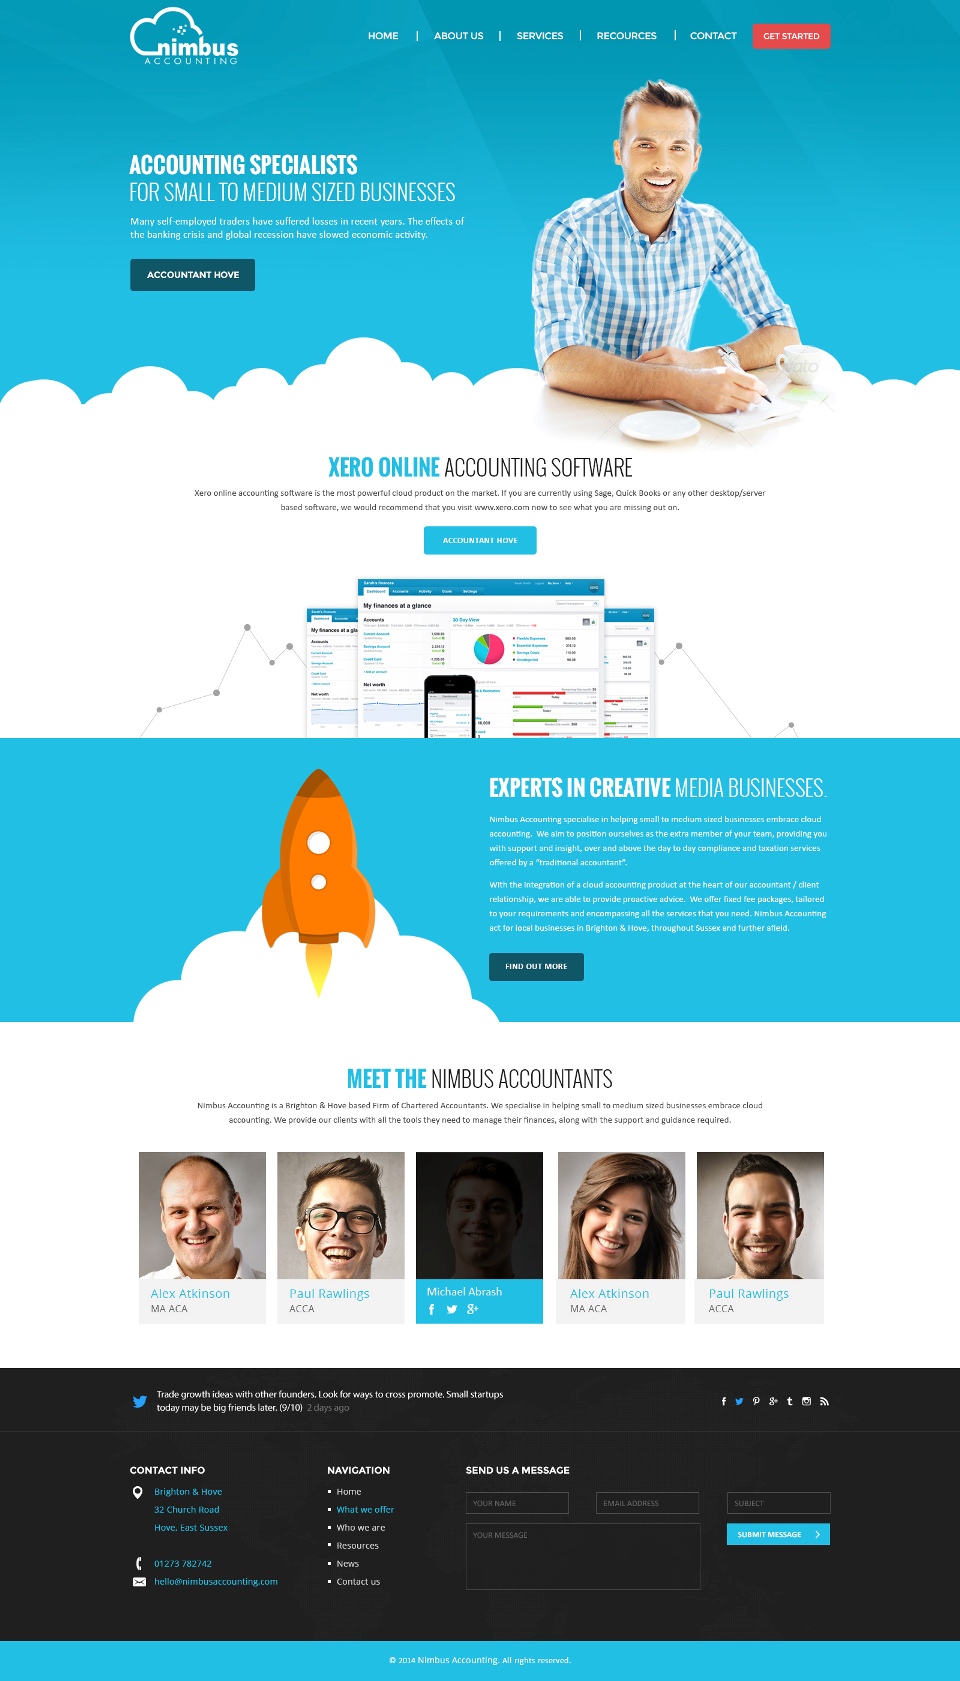 nimbus
ACCOUNTING
HOME | ABOUT US | SERVICES | RECOURCES | CONTACT
GET STARTED
ACCOUNTING SPECIALISTS
FOR SMALL TO MEDIUM SIZED BUSINESSES
Many self-employed traders have suffered losses in recent years. The effects of
the banking crisis and global recession have slowed economic activity.
ACCOUNTANT HOVE
XERO ONLINE ACCOUNTING SOFTWARE
Xero online accounting software is the most powerful cloud product on the market. If you are currently using Sage, Quick Books or any other desktop/server
based software, we would recommend that you visit www.xero.com now to see what you are missing out on.
ACCOUNTANT HOVE
My finances at a glance
Accounts
30 Day View
Current Account
Savings Account
Credit Card
Net worth
EXPERTS IN CREATIVE MEDIA BUSINESSES.
Nimbus Accounting specialise in helping small to medium sized businesses embrace cloud
accounting. We aim to position ourselves as the extra member of your team, providing you
with support and insight, over and above the day to day compliance and taxation services
offered by a "traditional accountant".
With the integration of a cloud accounting product at the heart of our accountant / client
relationship, we are able to provide proactive advice. We offer fixed fee packages, tailored
to your requirements and encompassing all the services that you need. Nimbus Accounting
act for local businesses in Brighton & Hove, throughout Sussex and further afield.
FIND OUT MORE
MEET THE NIMBUS ACCOUNTANTS
Nimbus Accounting is a Brighton & Hove based Firm of Chartered Accountants. We specialise in helping small to medium sized businesses embrace cloud
accounting. We provide our clients with all the tools they need to manage their finances, along with the support and guidance required.
Alex Atkinson
MA ACA
Paul Rawlings
ACCA
Michael Abrash
Alex Atkinson
MA ACA
Paul Rawlings
ACCA
Trade growth ideas with other founders. Look for ways to cross promote. Small startups
today may be big friends later. (9/10) 2 days ago
CONTACT INFO
Brighton & Hove
32 Church Road
Hove, East Sussex
01273 782742
hello@nimbusaccounting.com
NAVIGATION
Home
What we offer
Who we are
Resources
News
Contact us
SEND US A MESSAGE
YOUR NAME
EMAIL ADDRESS
SUBJECT
YOUR MESSAGE
SUBMIT MESSAGE
© 2014 Nimbus Accounting. All rights reserved.